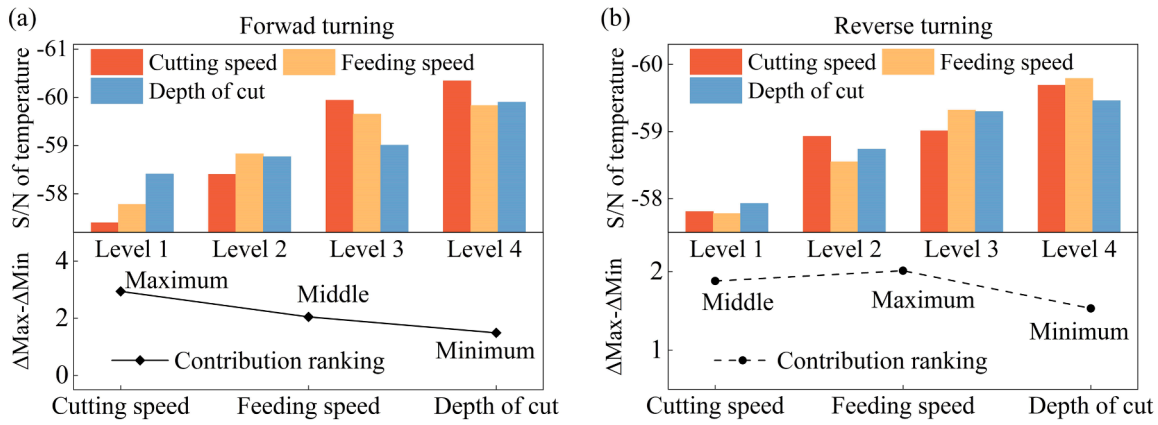 (a)
Forwad turning
S/N of temperature
-61
-60
-59
-58
Cutting speed
Feeding speed
Depth of cut
Level 1
Level 2
Level 3
Level 4
ΔMax-ΔMin
4
2
0
Maximum
Middle
Minimum
Contribution ranking
Cutting speed
Feeding speed
Depth of cut
(b)
Reverse turning
S/N of temperature
-60
-59
-58
Cutting speed
Feeding speed
Depth of cut
Level 1
Level 2
Level 3
Level 4
ΔMax-ΔMin
2
1
Middle
Maximum
Minimum
Contribution ranking
Cutting speed
Feeding speed
Depth of cut